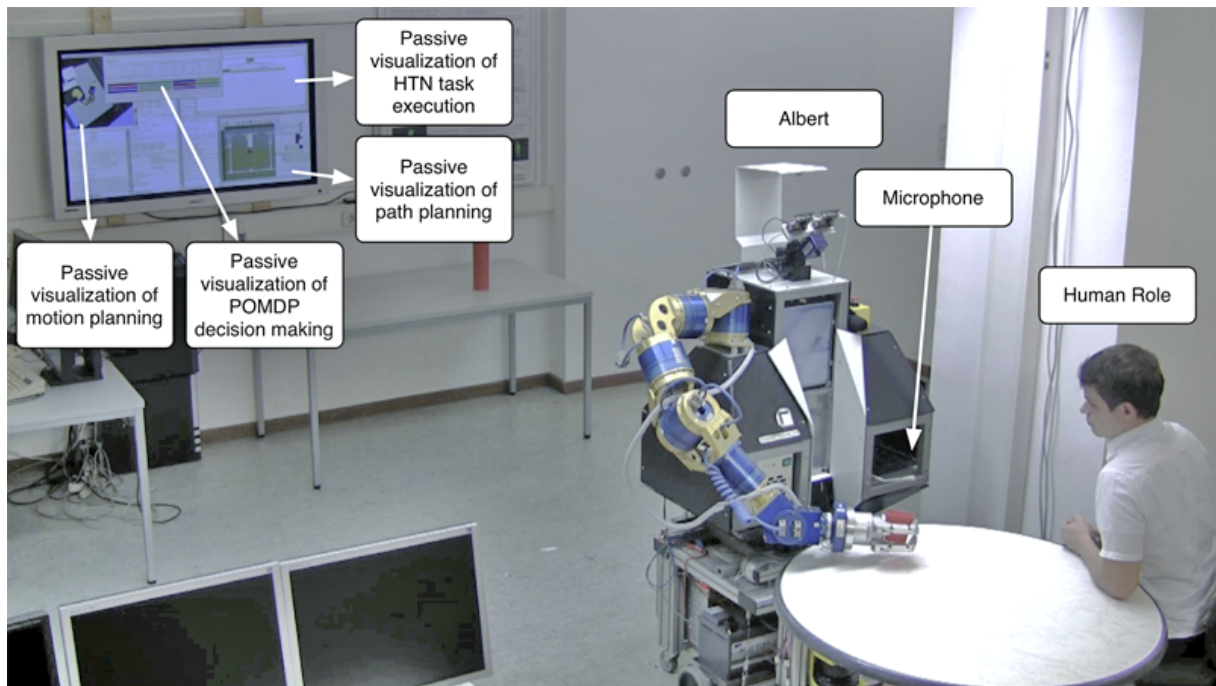 Passive
visualization of
HTN task
execution
Albert
Passive
visualization of
path planning
Microphone
Passive
visualization of
motion planning
Passive
visualization of
POMDP
decision making
Human Role